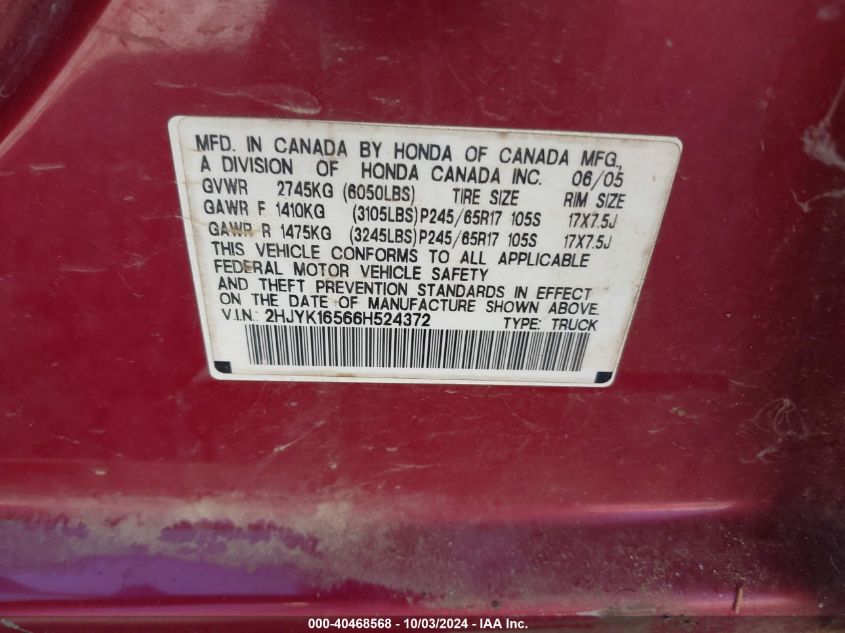 MFD. IN CANADA BY HONDA OF CANADA MFG.,
A DIVISION OF HONDA CANADA INC. 06/05
GVWR 2745KG (6050LBS) TIRE SIZE RIM SIZE
GAWR F 1410KG (3105LBS) P245/65R17 105S 17X7.5J
GAWR R 1475KG (3245LBS) P245/65R17 105S 17X7.5J
THIS VEHICLE CONFORMS TO ALL APPLICABLE
FEDERAL MOTOR VEHICLE SAFETY
AND THEFT PREVENTION STANDARDS IN EFFECT
ON THE DATE OF MANUFACTURE SHOWN ABOVE.
V.I.N.: 2HJYK16566H524372 TYPE: TRUCK
000-40468568 - 10/03/2024 - IAA Inc.